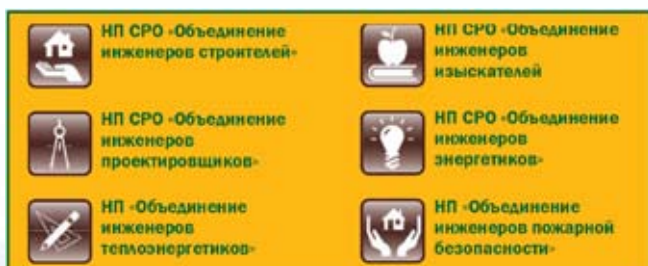 НП СРО «Объединение
инженеров строителей»
НП СРО «Объединение
инженеров
проектировщиков»
НП «Объединение
инженеров
теплоэнергетиков»
НП СРО «Объединение
инженеров
изыскателей
НП СРО «Объединение
инженеров
энергетиков»
НП «Объединение
инженеров пожарной
безопасности»